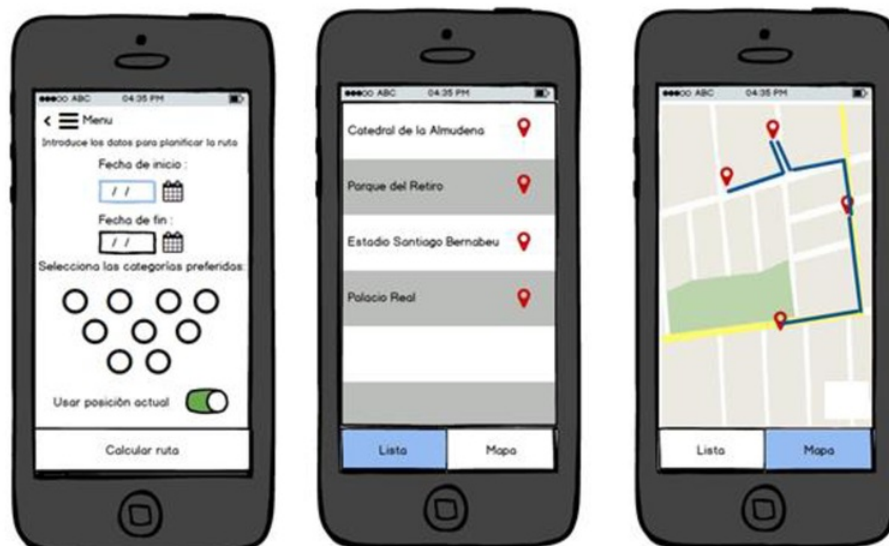 ABC 04:35 PM
< Menu
Introduce los datos para planificar la ruta
Fecha de inicio :
/ /
Fecha de fin :
/ /
Selecciona las categorías preferidas:
Usar posición actual
Calcular ruta
ABC 04:35 PM
Catedral de la Almudena
Parque del Retiro
Estadio Santiago Bernabeu
Palacio Real
Lista Mapa
ABC 04:35 PM
Lista Mapa